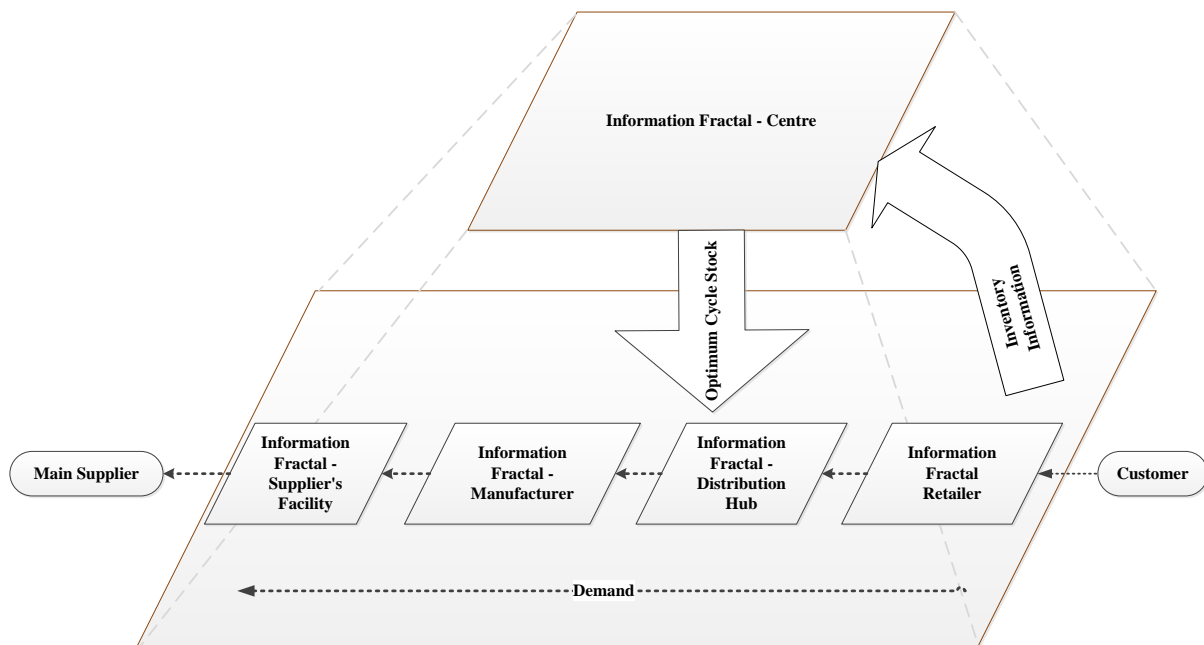 Information Fractal - Centre
Optimum Cycle Stock
Inventory
Information
Main Supplier
Information
Fractal -
Supplier's
Facility
Information
Fractal -
Manufacturer
Information
Fractal -
Distribution
Hub
Information
Fractal
Retailer
Customer
Demand